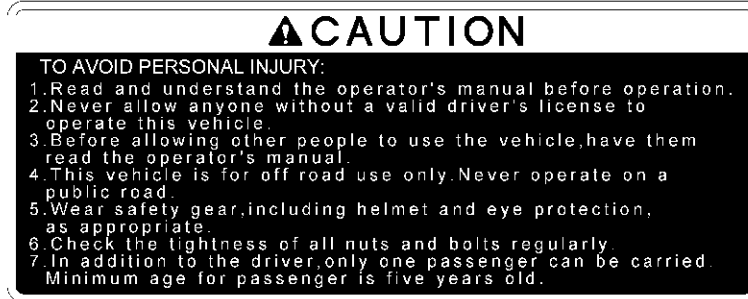 CAUTION
TO AVOID PERSONAL INJURY:
1.Read and understand the operator's manual before operation.
2.Never allow anyone without a valid driver's license to
operate this vehicle.
3.Before allowing other people to use the vehicle,have them
read the operator's manual.
4.This vehicle is for off road use only.Never operate on a
public road.
5.Wear safety gear,including helmet and eye protection,
as appropriate.
6.Check the tightness of all nuts and bolts regularly.
7.In addition to the driver,only one passenger can be carried.
Minimum age for passenger is five years old.